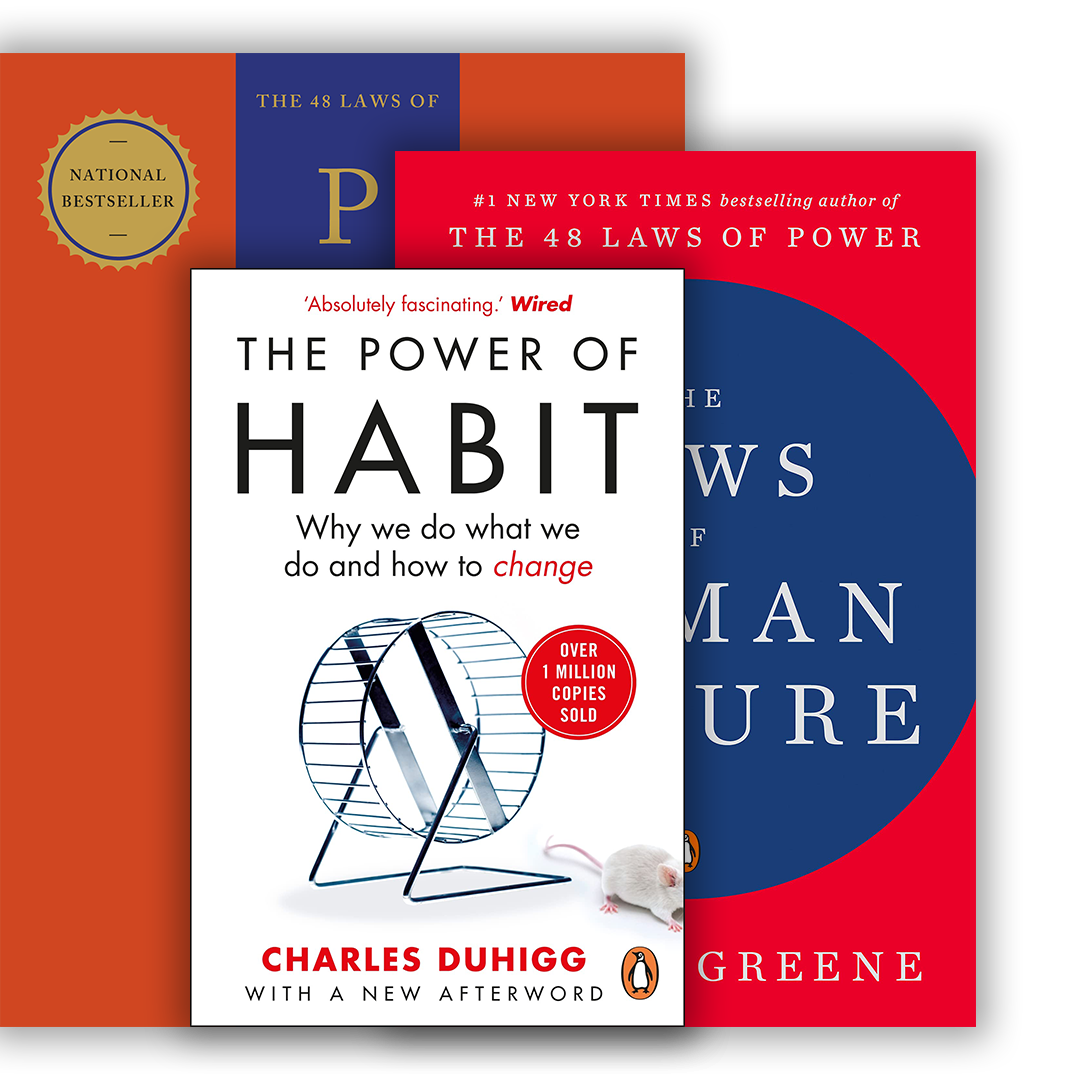 THE 48 LAWS OF
P
NATIONAL
BESTSELLER
#1 NEW YORK TIMES bestselling author of
THE 48 LAWS OF POWER
HE
WS
F
MAN
URE
GREENE
'Absolutely fascinating.' Wired
THE POWER OF
HABIT
Why we do what we
do and how to change
OVER
1 MILLION
COPIES
SOLD
CHARLES DUHIGG
WITH A NEW AFTERWORD